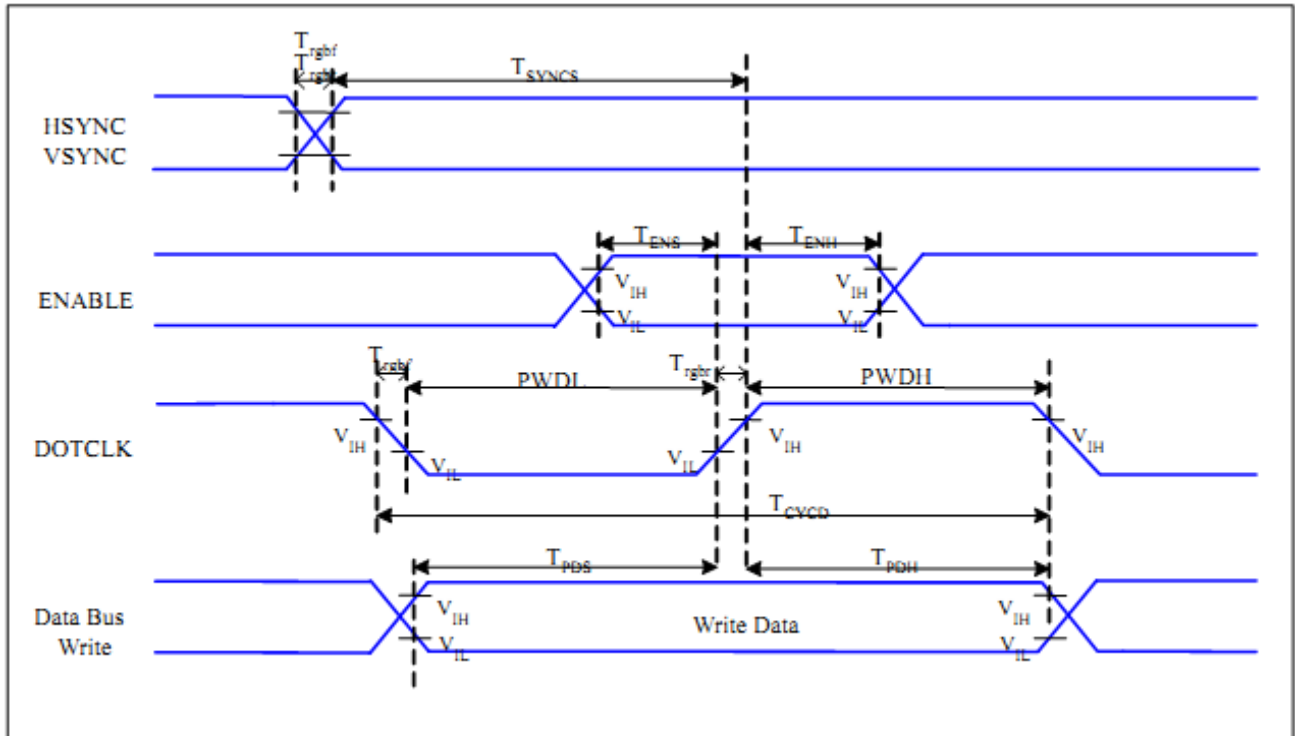 Trgbf
Trgbr
TSYNCS
HSYNC
VSYNC
TENS
TENH
VIH
VIH
ENABLE
VIL
VIL
Trgbf
PWDL
Trgbr
PWDH
VIH
VIH
VIH
DOTCLK
VIL
VIL
TCYCD
TPDS
TPDH
VIH
VIH
Data Bus
Write Data
Write
VIL
VIL